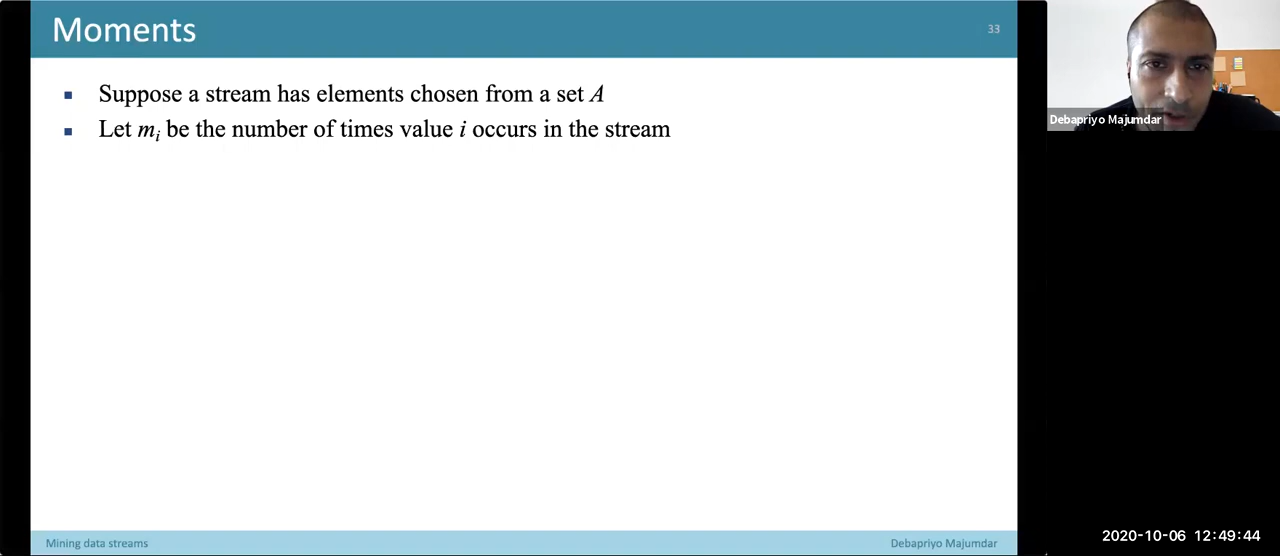 Moments
33
Suppose a stream has elements chosen from a set A
Let mi be the number of times value i occurs in the stream
Debapriyo Majumdar
Mining data streams
Debapriyo Majumdar
2020-10-06 12:49:44